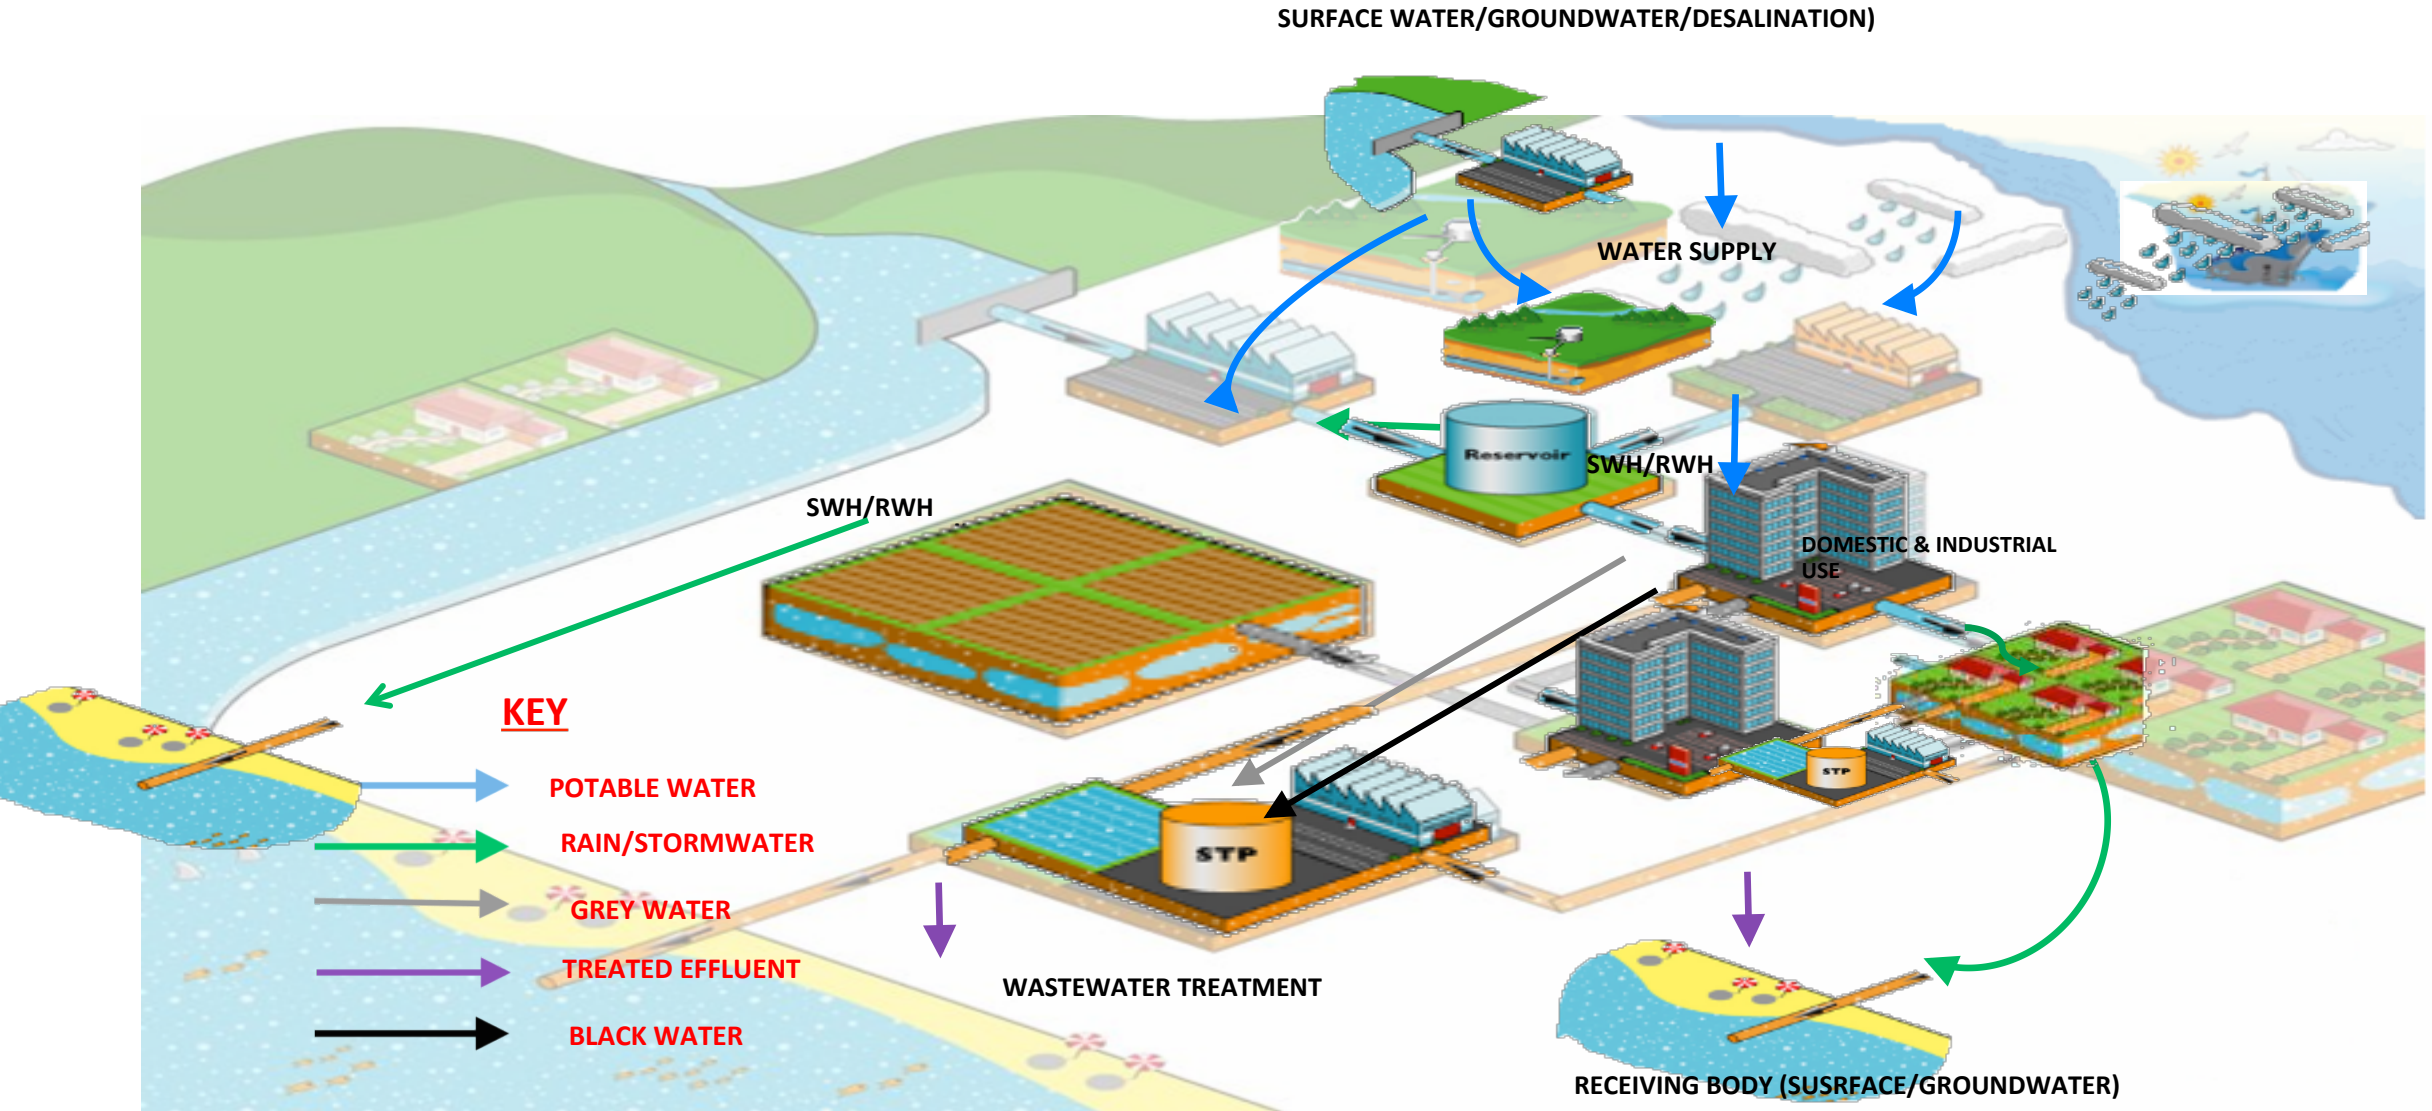 SURFACE WATER/GROUNDWATER/DESALINATION)
WATER SUPPLY
Reservoir
SWH/RWH
SWH/RWH
DOMESTIC & INDUSTRIAL
USE
KEY
POTABLE WATER
RAIN/STORMWATER
GREY WATER
TREATED EFFLUENT
BLACK WATER
STP
STP
WASTEWATER TREATMENT
RECEIVING BODY (SUSRFACE/GROUNDWATER)